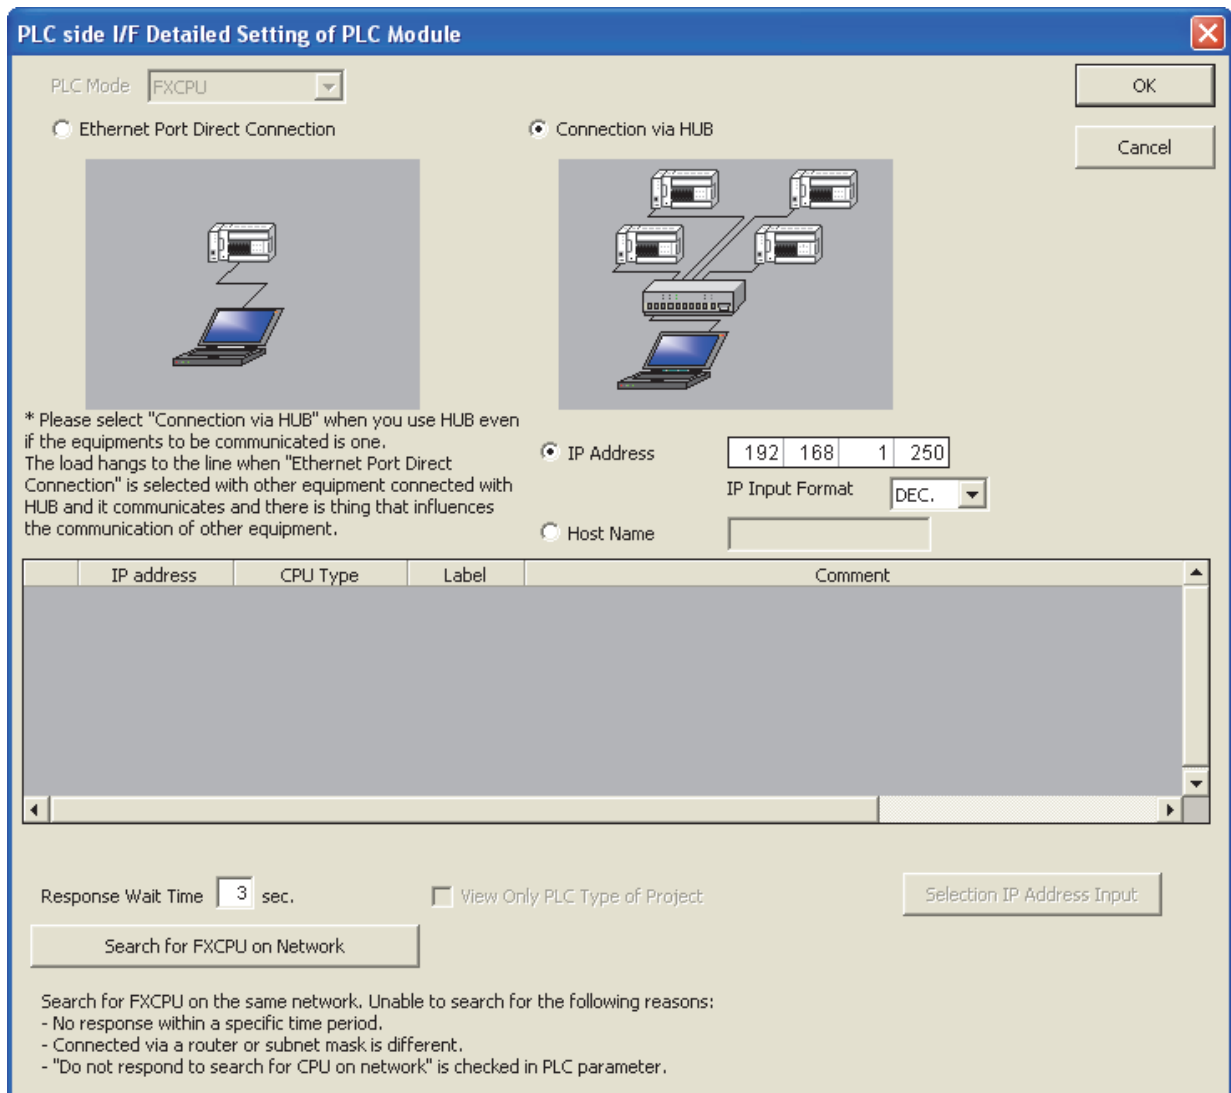 PLC side I/F Detailed Setting of PLC Module
PLC Mode FXCPU
OK
Ethernet Port Direct Connection
Connection via HUB
Cancel
* Please select "Connection via HUB" when you use HUB even
if the equipments to be communicated is one.
The load hangs to the line when "Ethernet Port Direct
Connection" is selected with other equipment connected with
HUB and it communicates and there is thing that influences
the communication of other equipment.
IP Address 192 168 1 250
IP Input Format DEC.
Host Name
IP address CPU Type Label Comment
Response Wait Time 3 sec.
View Only PLC Type of Project
Selection IP Address Input
Search for FXCPU on Network
Search for FXCPU on the same network. Unable to search for the following reasons:
- No response within a specific time period.
- Connected via a router or subnet mask is different.
- "Do not respond to search for CPU on network" is checked in PLC parameter.